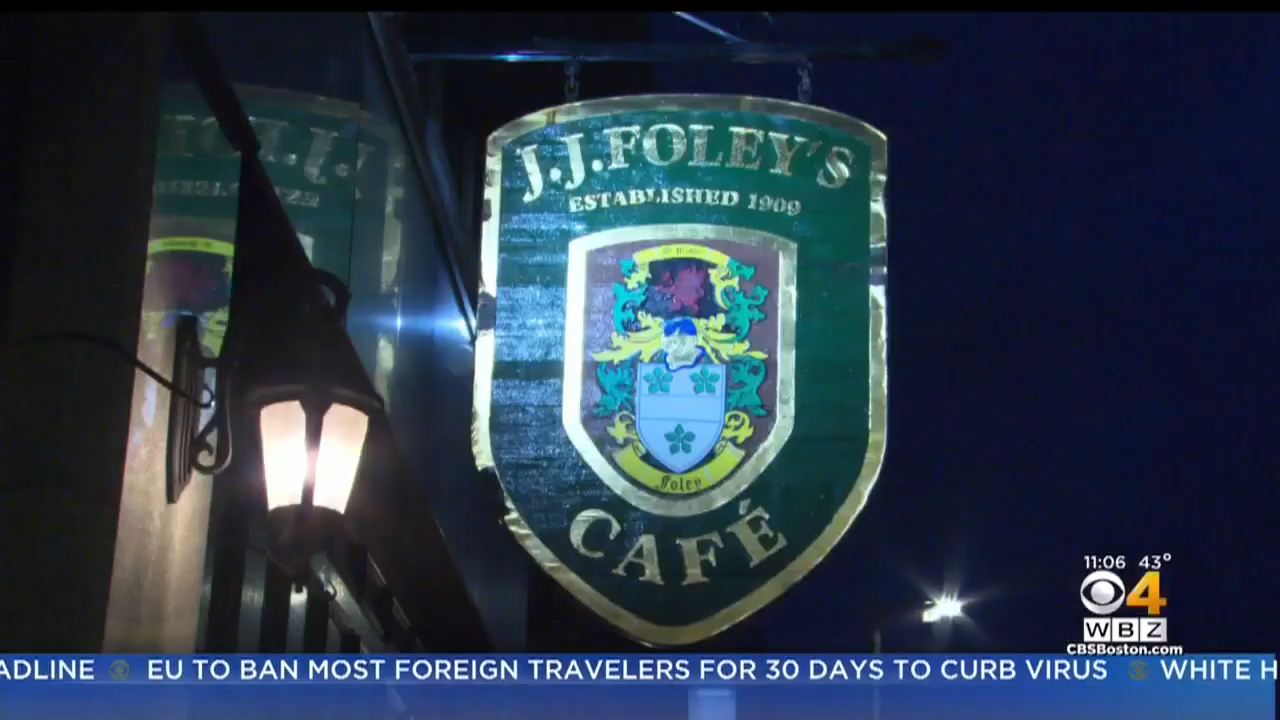 J.J.FOLEY'S
ESTABLISHED 1909
Foley
CAFÉ
11:06 43°
4
WBZ
CBSBoston.com
ADLINE EU TO BAN MOST FOREIGN TRAVELERS FOR 30 DAYS TO CURB VIRUS WHITE H